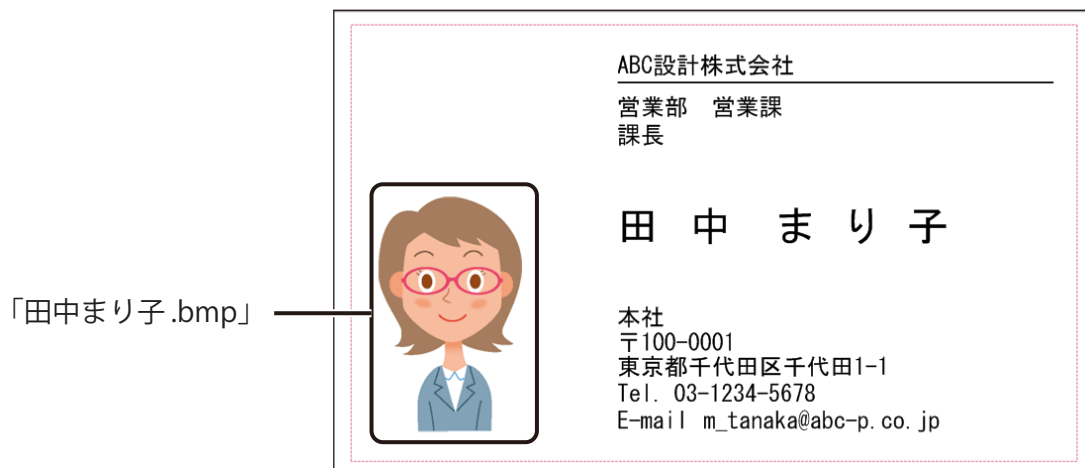 ABC設計株式会社
営業部　営業課
課長
田 中　ま り 子
「田中まり子.bmp」
本社
〒100-0001
東京都千代田区千代田1-1
Tel. 03-1234-5678
E-mail m_tanaka@abc-p.co.jp